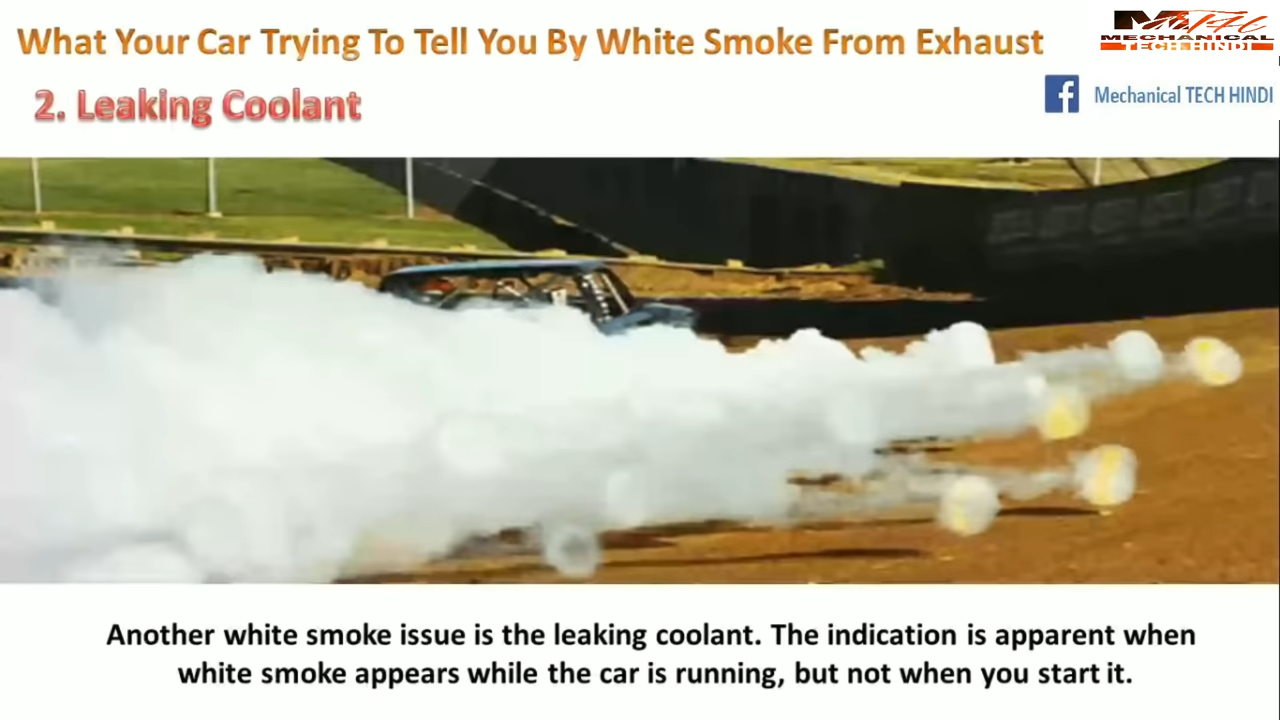 What Your Car Trying To Tell You By White Smoke From Exhaust
MECHANICAL
TECH HINDI
2. Leaking Coolant
Mechanical TECH HINDI
Another white smoke issue is the leaking coolant. The indication is apparent when
white smoke appears while the car is running, but not when you start it.